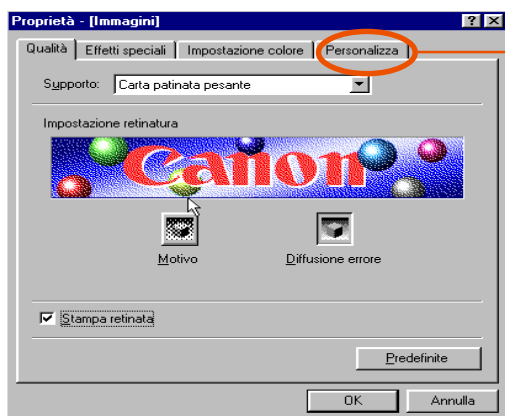 Proprietà - [Immagini]
Qualità Effetti speciali Impostazione colore Personalizza
Supporto: Carta patinata pesante
Impostazione retinatura
Canon
Motivo Diffusione errore
Stampa retinata
Predefinite
OK Annulla